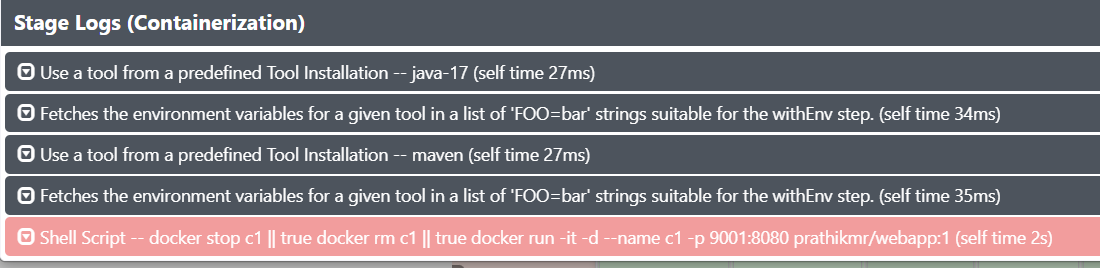 Stage Logs (Containerization)
Use a tool from a predefined Tool Installation -- java-17 (self time 27ms)
Fetches the environment variables for a given tool in a list of 'FOO=bar' strings suitable for the withEnv step. (self time 34ms)
Use a tool from a predefined Tool Installation -- maven (self time 27ms)
Fetches the environment variables for a given tool in a list of 'FOO=bar' strings suitable for the withEnv step. (self time 35ms)
Shell Script -- docker stop c1 || true docker rm c1 || true docker run -it -d --name c1 -p 9001:8080 prathikmr/webapp:1 (self time 2s)